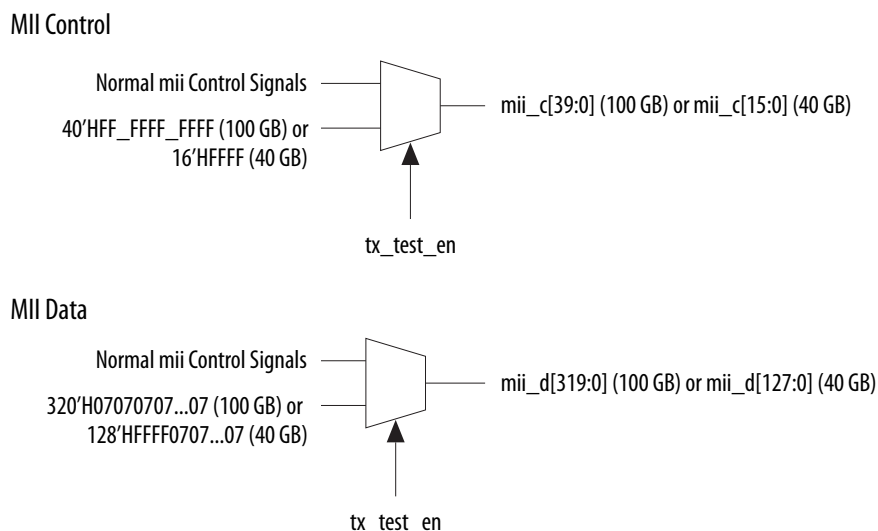 MII Control
Normal mii Control Signals
40’HFF_FFFF_FFFF (100 GB) or
16’HFFFF (40 GB)
mii_c[39:0] (100 GB) or mii_c[15:0] (40 GB)
tx_test_en
MII Data
Normal mii Control Signals
320’H07070707...07 (100 GB) or
128’HFFFF0707...07 (40 GB)
mii_d[319:0] (100 GB) or mii_d[127:0] (40 GB)
tx_test_en